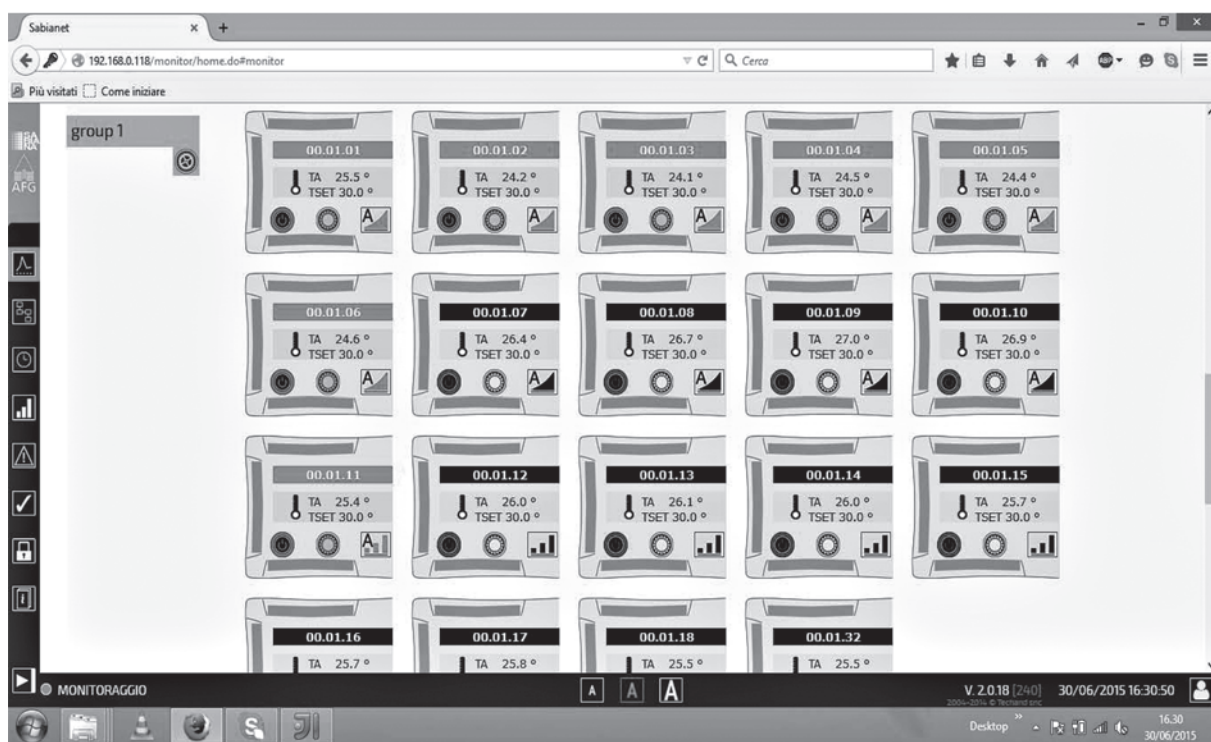 Sabianet
192.168.0.118/monitor/home.do#monitor
Cerca
ABP
S
Più visitati
Come iniziare
AFG
group 1
00.01.01
TA 25.5 °
TSET 30.0 °
A
00.01.02
TA 24.2 °
TSET 30.0 °
A
00.01.03
TA 24.1 °
TSET 30.0 °
A
00.01.04
TA 24.5 °
TSET 30.0 °
A
00.01.05
TA 24.4 °
TSET 30.0 °
A
00.01.06
TA 24.6 °
TSET 30.0 °
A
00.01.07
TA 26.4 °
TSET 30.0 °
A
00.01.08
TA 26.7 °
TSET 30.0 °
A
00.01.09
TA 27.0 °
TSET 30.0 °
A
00.01.10
TA 26.9 °
TSET 30.0 °
A
00.01.11
TA 25.4 °
TSET 30.0 °
A
00.01.12
TA 26.0 °
TSET 30.0 °
00.01.13
TA 26.1 °
TSET 30.0 °
00.01.14
TA 26.0 °
TSET 30.0 °
00.01.15
TA 25.7 °
TSET 30.0 °
00.01.16
TA 25.7 °
00.01.17
TA 25.8 °
00.01.18
TA 25.5 °
00.01.32
TA 25.5 °
MONITORAGGIO
A A A
V. 2.0.18 [240]
2004-2014 © Techand snc
30/06/2015 16:30:50
S
Desktop
16.30
30/06/2015